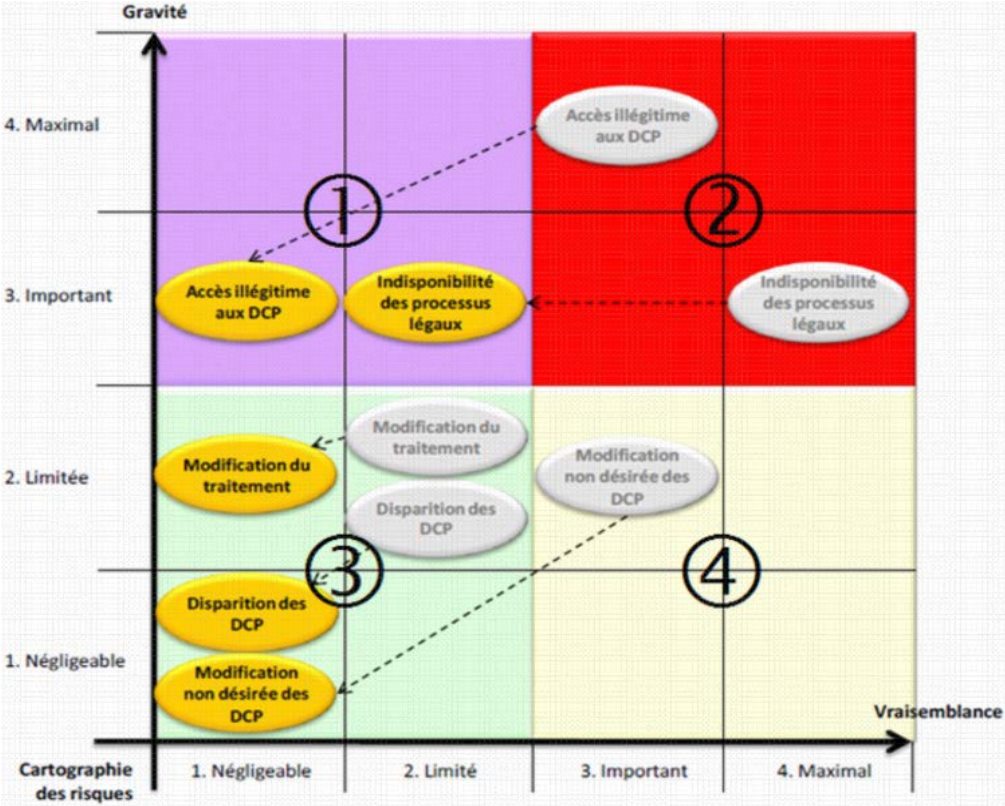 Gravité
4. Maximal
Accès illégitime
aux DCP
①
②
3. Important
Accès illégitime
aux DCP
Indisponibilité
des processus
légaux
Indisponibilité
des processus
légaux
2. Limitée
Modification du
traitement
Modification du
traitement
Modification
non désirée des
DCP
Disparition des
DCP
③
④
Disparition des
DCP
1. Négligeable
Modification
non désirée des
DCP
Vraisemblance
Cartographie
des risques
1. Négligeable
2. Limité
3. Important
4. Maximal